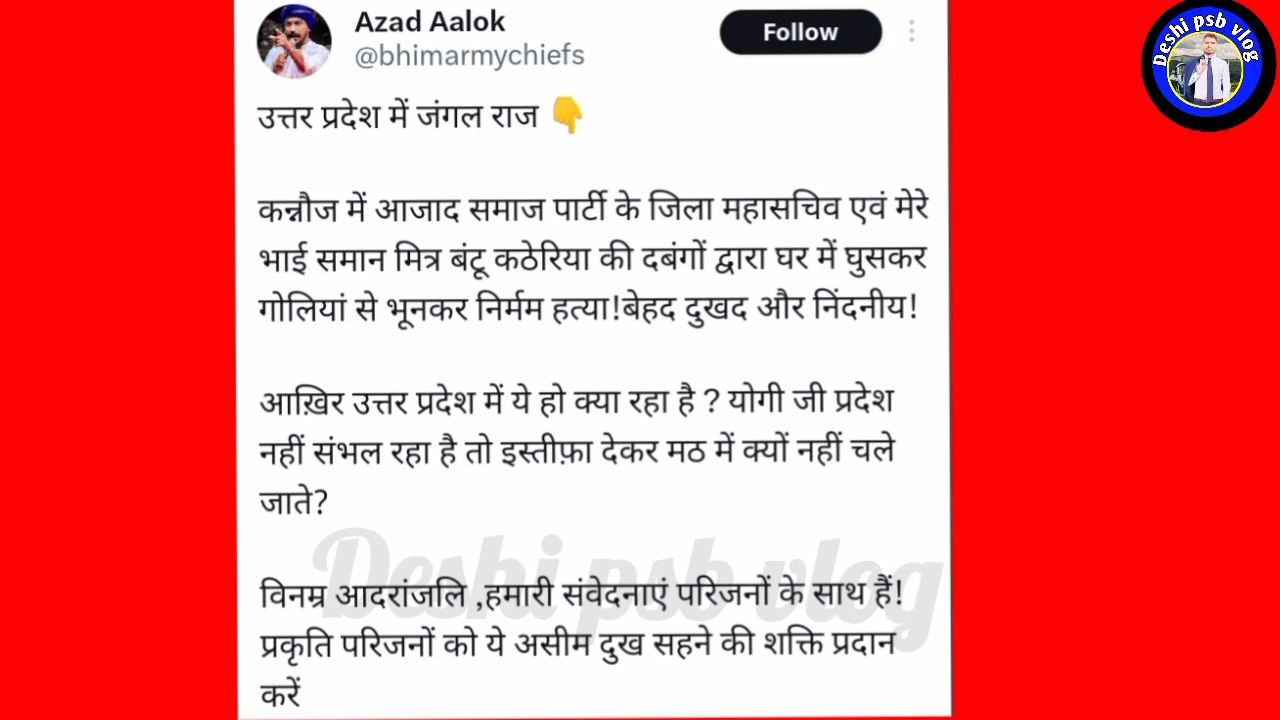 Azad Aalok
@bhimarmychiefs
Follow
Deshi psb vlog
उत्तर प्रदेश में जंगल राज 👇
कन्नौज में आजाद समाज पार्टी के जिला महासचिव एवं मेरे
भाई समान मित्र बंटू कठेरिया की दबंगों द्वारा घर में घुसकर
गोलियां से भूनकर निर्मम हत्या!बेहद दुखद और निंदनीय!
आख़िर उत्तर प्रदेश में ये हो क्या रहा है ? योगी जी प्रदेश
नहीं संभल रहा है तो इस्तीफ़ा देकर मठ में क्यों नहीं चले
जाते?
Deshi psb vlog
विनम्र आदरांजलि ,हमारी संवेदनाएं परिजनों के साथ हैं!
प्रकृति परिजनों को ये असीम दुख सहने की शक्ति प्रदान
करें